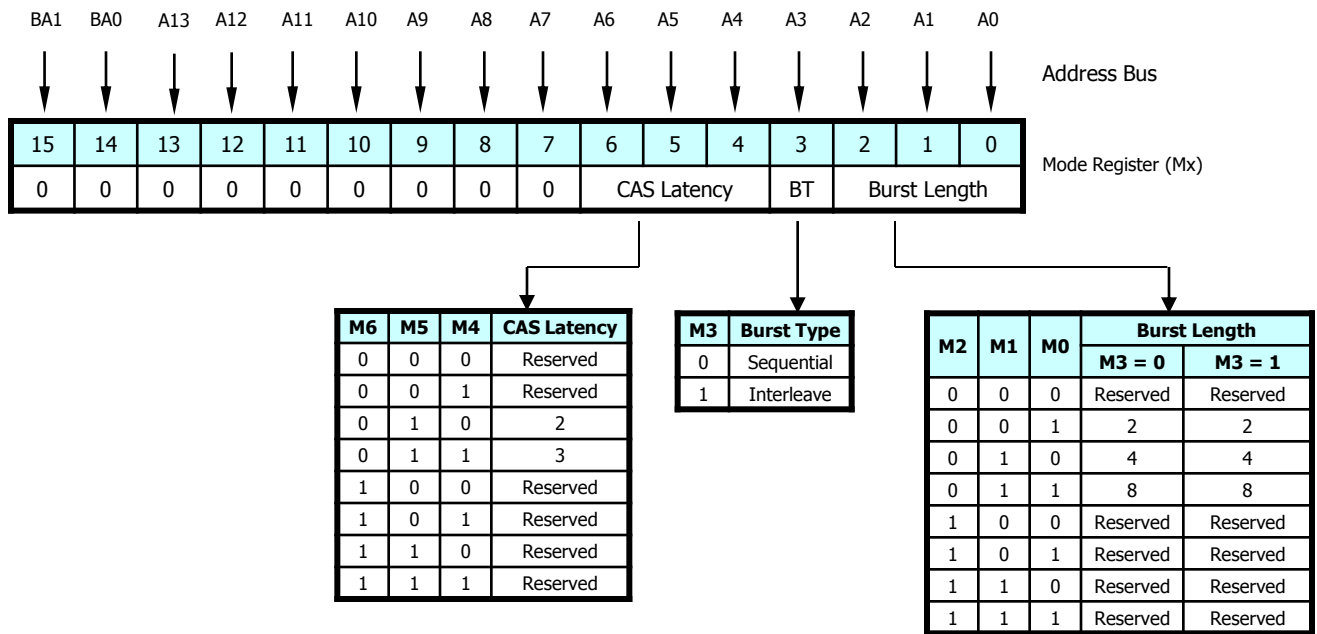 BA1 BA0 A13 A12 A11 A10 A9 A8 A7 A6 A5 A4 A3 A2 A1 A0
Address Bus
15 14 13 12 11 10 9 8 7 6 5 4 3 2 1 0
Mode Register (Mx)
0 0 0 0 0 0 0 0 0 CAS Latency BT Burst Length
M6 M5 M4 CAS Latency
0 0 0 Reserved
0 0 1 Reserved
0 1 0 2
0 1 1 3
1 0 0 Reserved
1 0 1 Reserved
1 1 0 Reserved
1 1 1 Reserved
M3 Burst Type
0 Sequential
1 Interleave
M2 M1 M0 Burst Length
M3 = 0 M3 = 1
0 0 0 Reserved Reserved
0 0 1 2 2
0 1 0 4 4
0 1 1 8 8
1 0 0 Reserved Reserved
1 0 1 Reserved Reserved
1 1 0 Reserved Reserved
1 1 1 Reserved Reserved